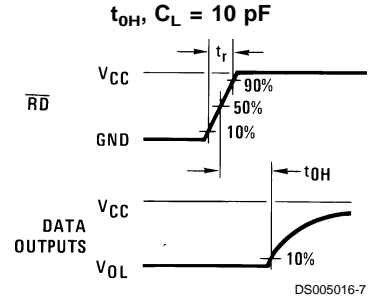 t0H, CL = 10 pF
tr
VCC
90%
RD
50%
10%
GND
t0H
VCC
DATA
OUTPUTS
10%
VOL
DS005016-7